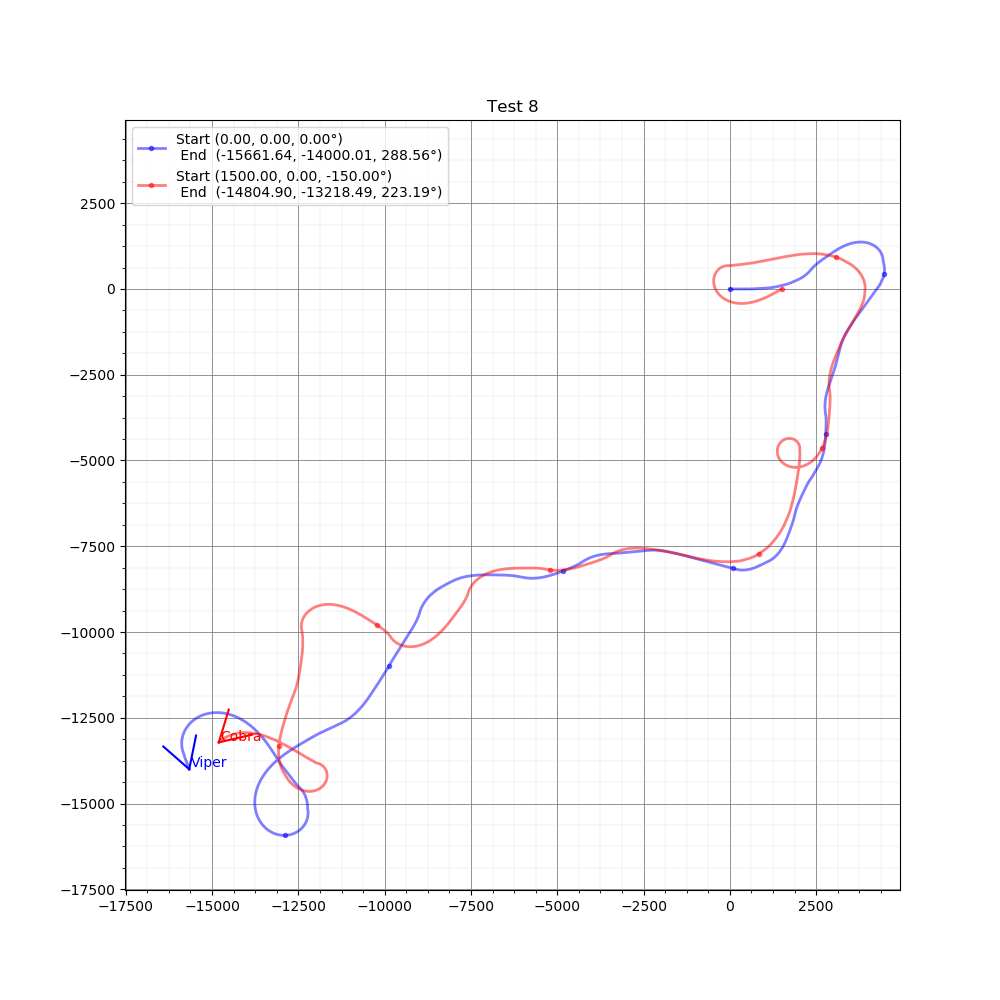 Test 8
Start (0.00, 0.00, 0.00°)
End (-15661.64, -14000.01, 288.56°)
Start (1500.00, 0.00, -150.00°)
End (-14804.90, -13218.49, 223.19°)
2500
0
−2500
−5000
−7500
−10000
−12500
−15000
−17500
Cobra
Viper
−17500 −15000 −12500 −10000 −7500 −5000 −2500 0 2500